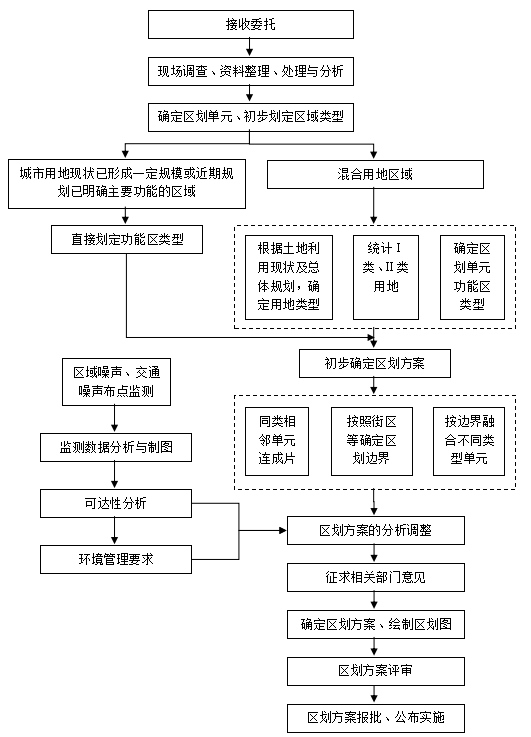 接收委托
现场调查、资料整理、处理与分析
确定区划单元、初步划定区域类型
城市用地现状已形成一定规模或近期规
划已明确主要功能的区域
混合用地区域
直接划定功能区类型
根据土地利
用现状及总
体规划，确
定用地类型
统计Ⅰ
类、Ⅱ类
用地
确定区
划单元
功能区
类型
初步确定区划方案
区域噪声、交通
噪声布点监测
同类相
邻单元
连成片
按照街区
等确定区
划边界
按边界融
合不同类
型单元
监测数据分析与制图
可达性分析
区划方案的分析调整
环境管理要求
征求相关部门意见
确定区划方案、绘制区划图
区划方案评审
区划方案报批、公布实施